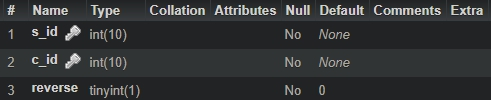 # Name Type Collation Attributes Null Default Comments Extra
1 s_id int(10) No None
2 c_id int(10) No None
3 reverse tinyint(1) No 0